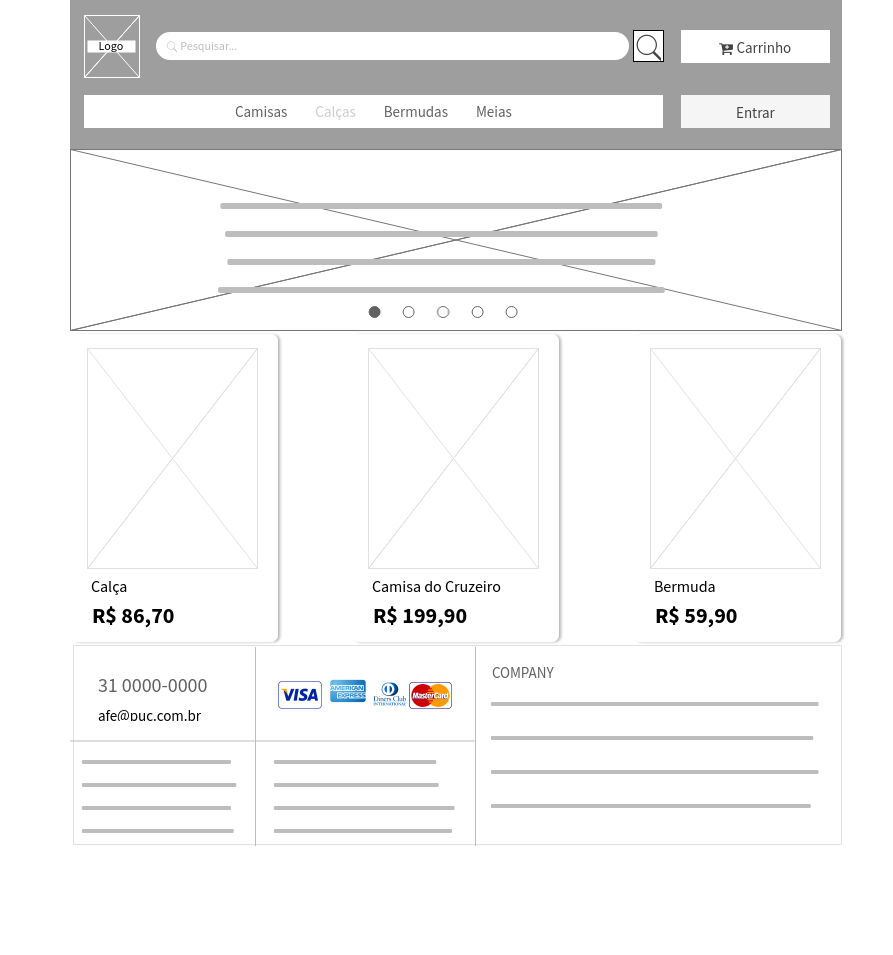 Logo
Pesquisar...
Carrinho
Camisas Calças Bermudas Meias
Entrar
Calça
R$ 86,70
Camisa do Cruzeiro
R$ 199,90
Bermuda
R$ 59,90
31 0000-0000
afe@puc.com.br
VISA
AMERICAN EXPRESS
Diners Club
INTERNATIONAL
MasterCard
COMPANY